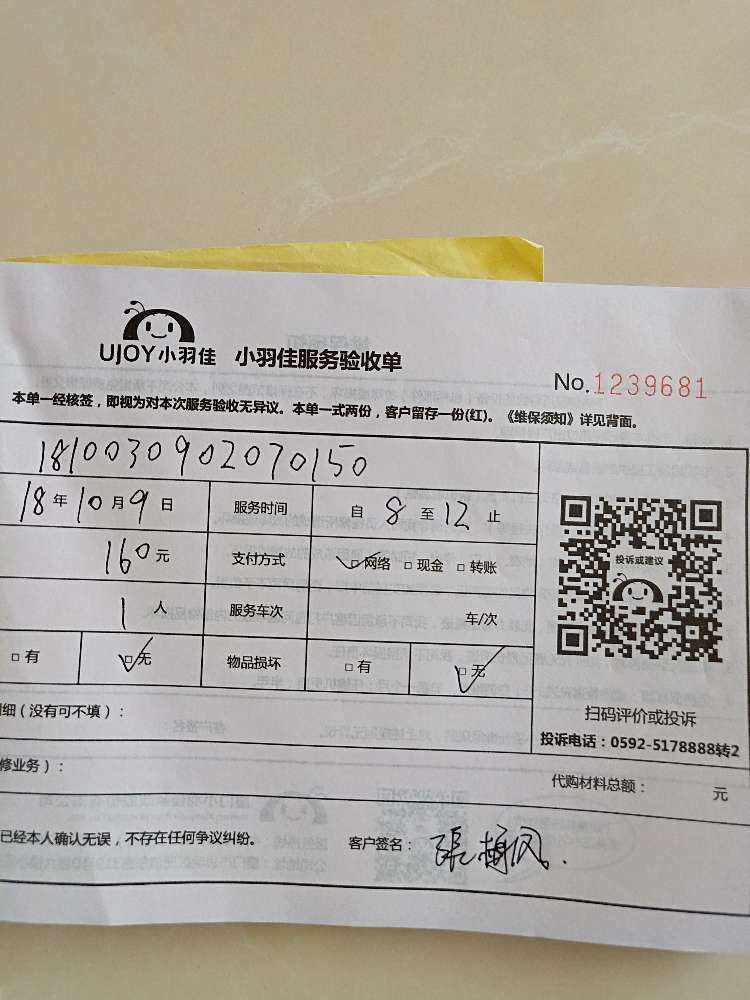 UJOY小羽佳 小羽佳服务验收单
No.1239681
本单一经核签，即视为对本次服务验收无异议。本单一式两份，客户留存一份(红)。《维保须知》详见背面。
1810030902070150
18年10月9日 服务时间 自8至12止
160元 支付方式 □网络 □现金 □转账
1人 服务车次 车/次
□有 □无 物品损坏 □有 □无
投诉或建议
扫码评价或投诉
投诉电话：0592-5178888转2
细（没有可不填）：
修业务）： 代购材料总额： 元
已经本人确认无误，不存在任何争议纠纷。 客户签名：張梅凤.